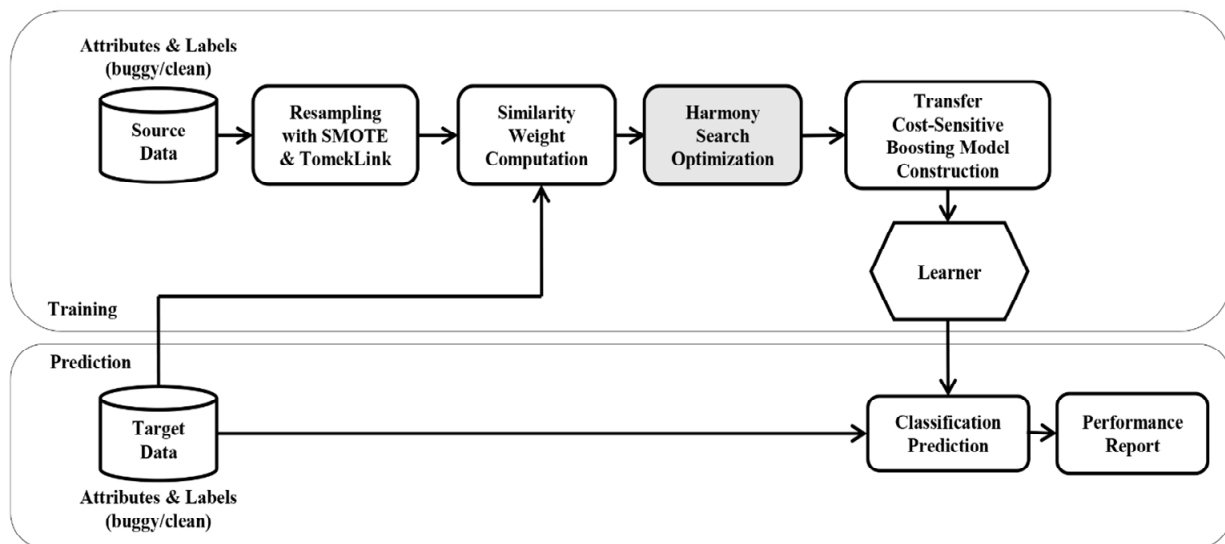 Attributes & Labels
(buggy/clean)
Source
Data
Resampling
with SMOTE
& TomekLink
Similarity
Weight
Computation
Harmony
Search
Optimization
Transfer
Cost-Sensitive
Boosting Model
Construction
Learner
Training
Prediction
Target
Data
Attributes & Labels
(buggy/clean)
Classification
Prediction
Performance
Report